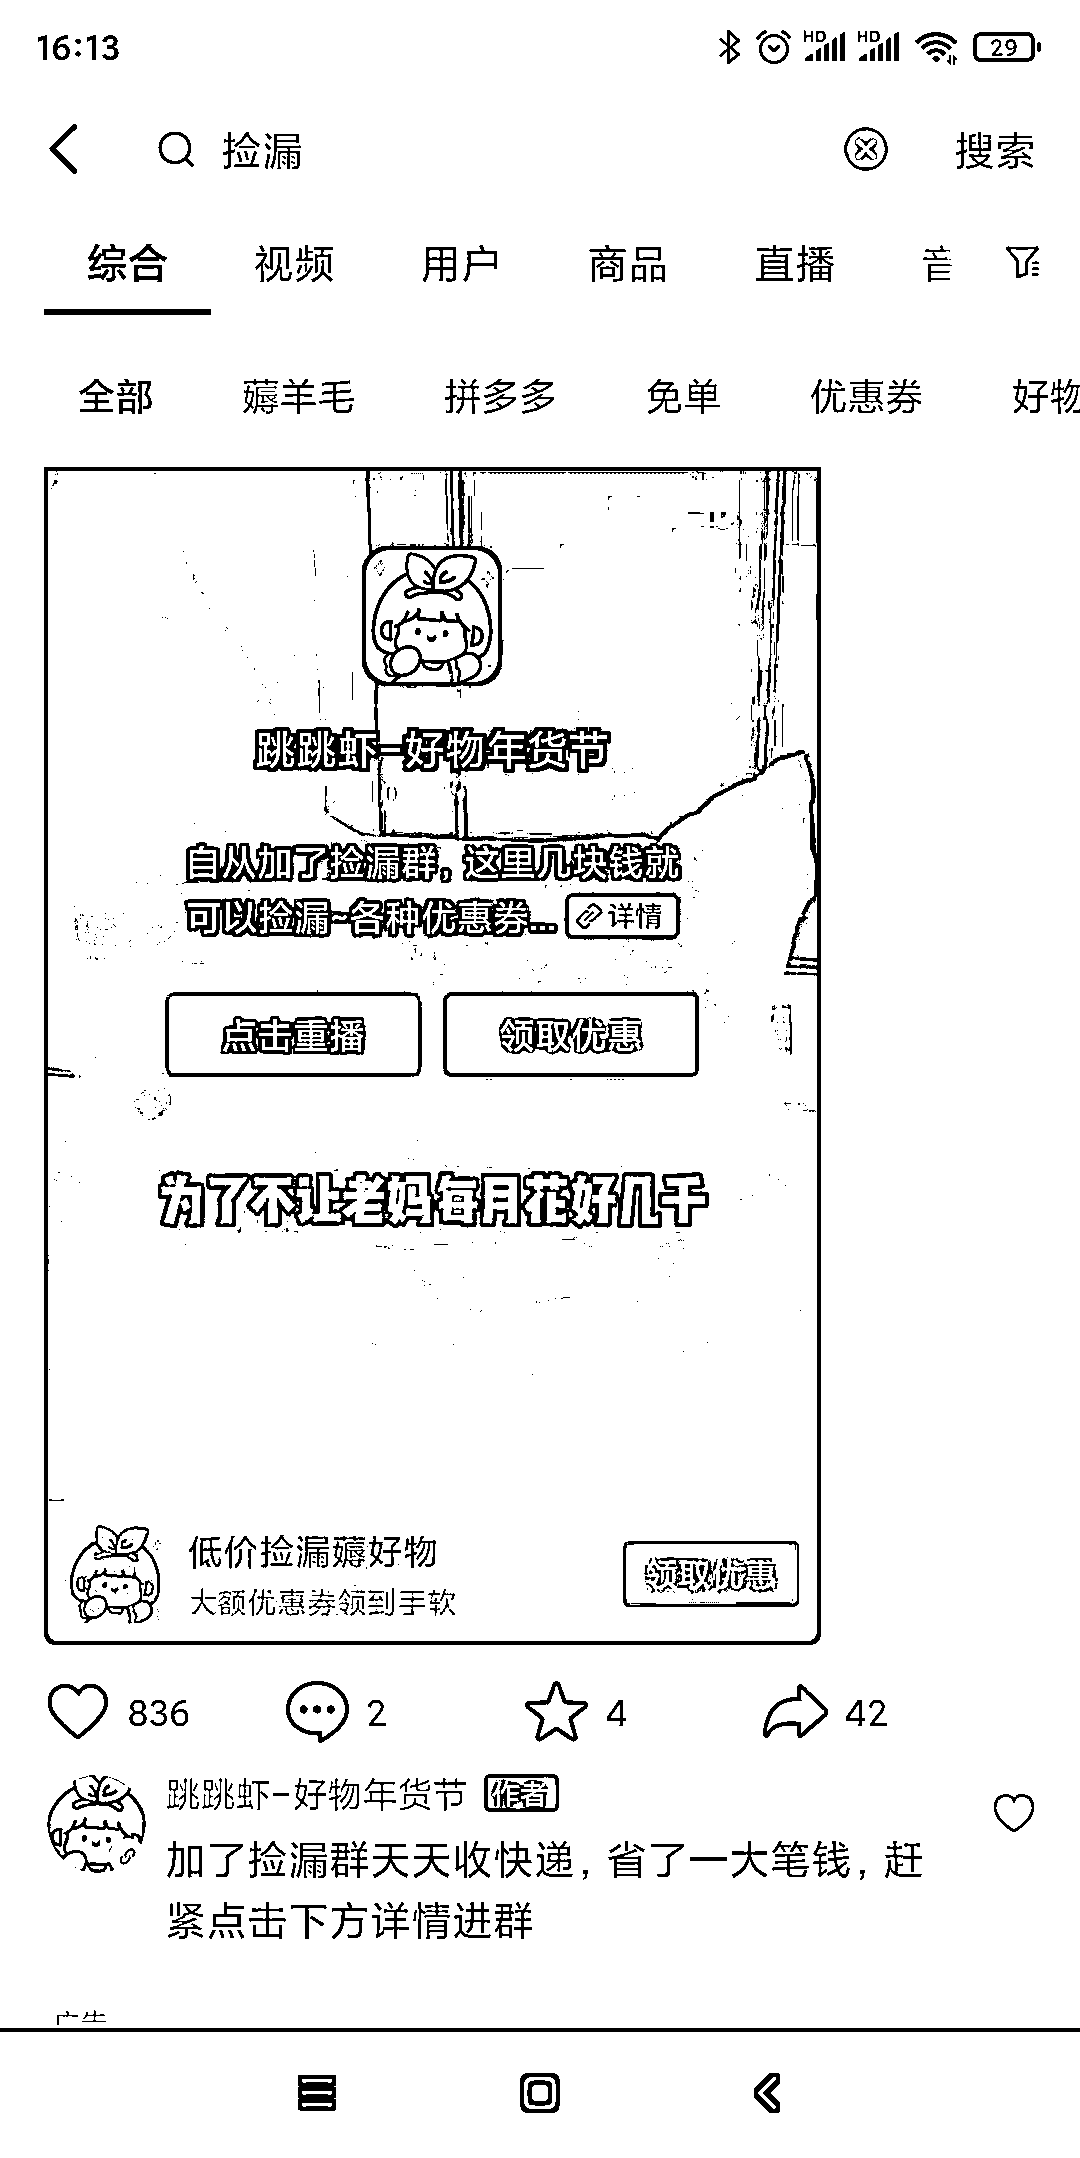 16:13
HD HD 29
捡漏 搜索
综合 视频 用户 商品 直播 音
全部 薅羊毛 拼多多 免单 优惠券 好物
跳跳虾-好物年货节
自从加了捡漏群，这里几块钱就
可以捡漏~各种优惠券... 详情
点击重播 领取优惠
为了不让老妈每月花好几千
低价捡漏薅好物
大额优惠券领到手软
领取优惠
836 2 4 42
跳跳虾-好物年货节 作者
加了捡漏群天天收快递，省了一大笔钱，赶
紧点击下方详情进群
广告